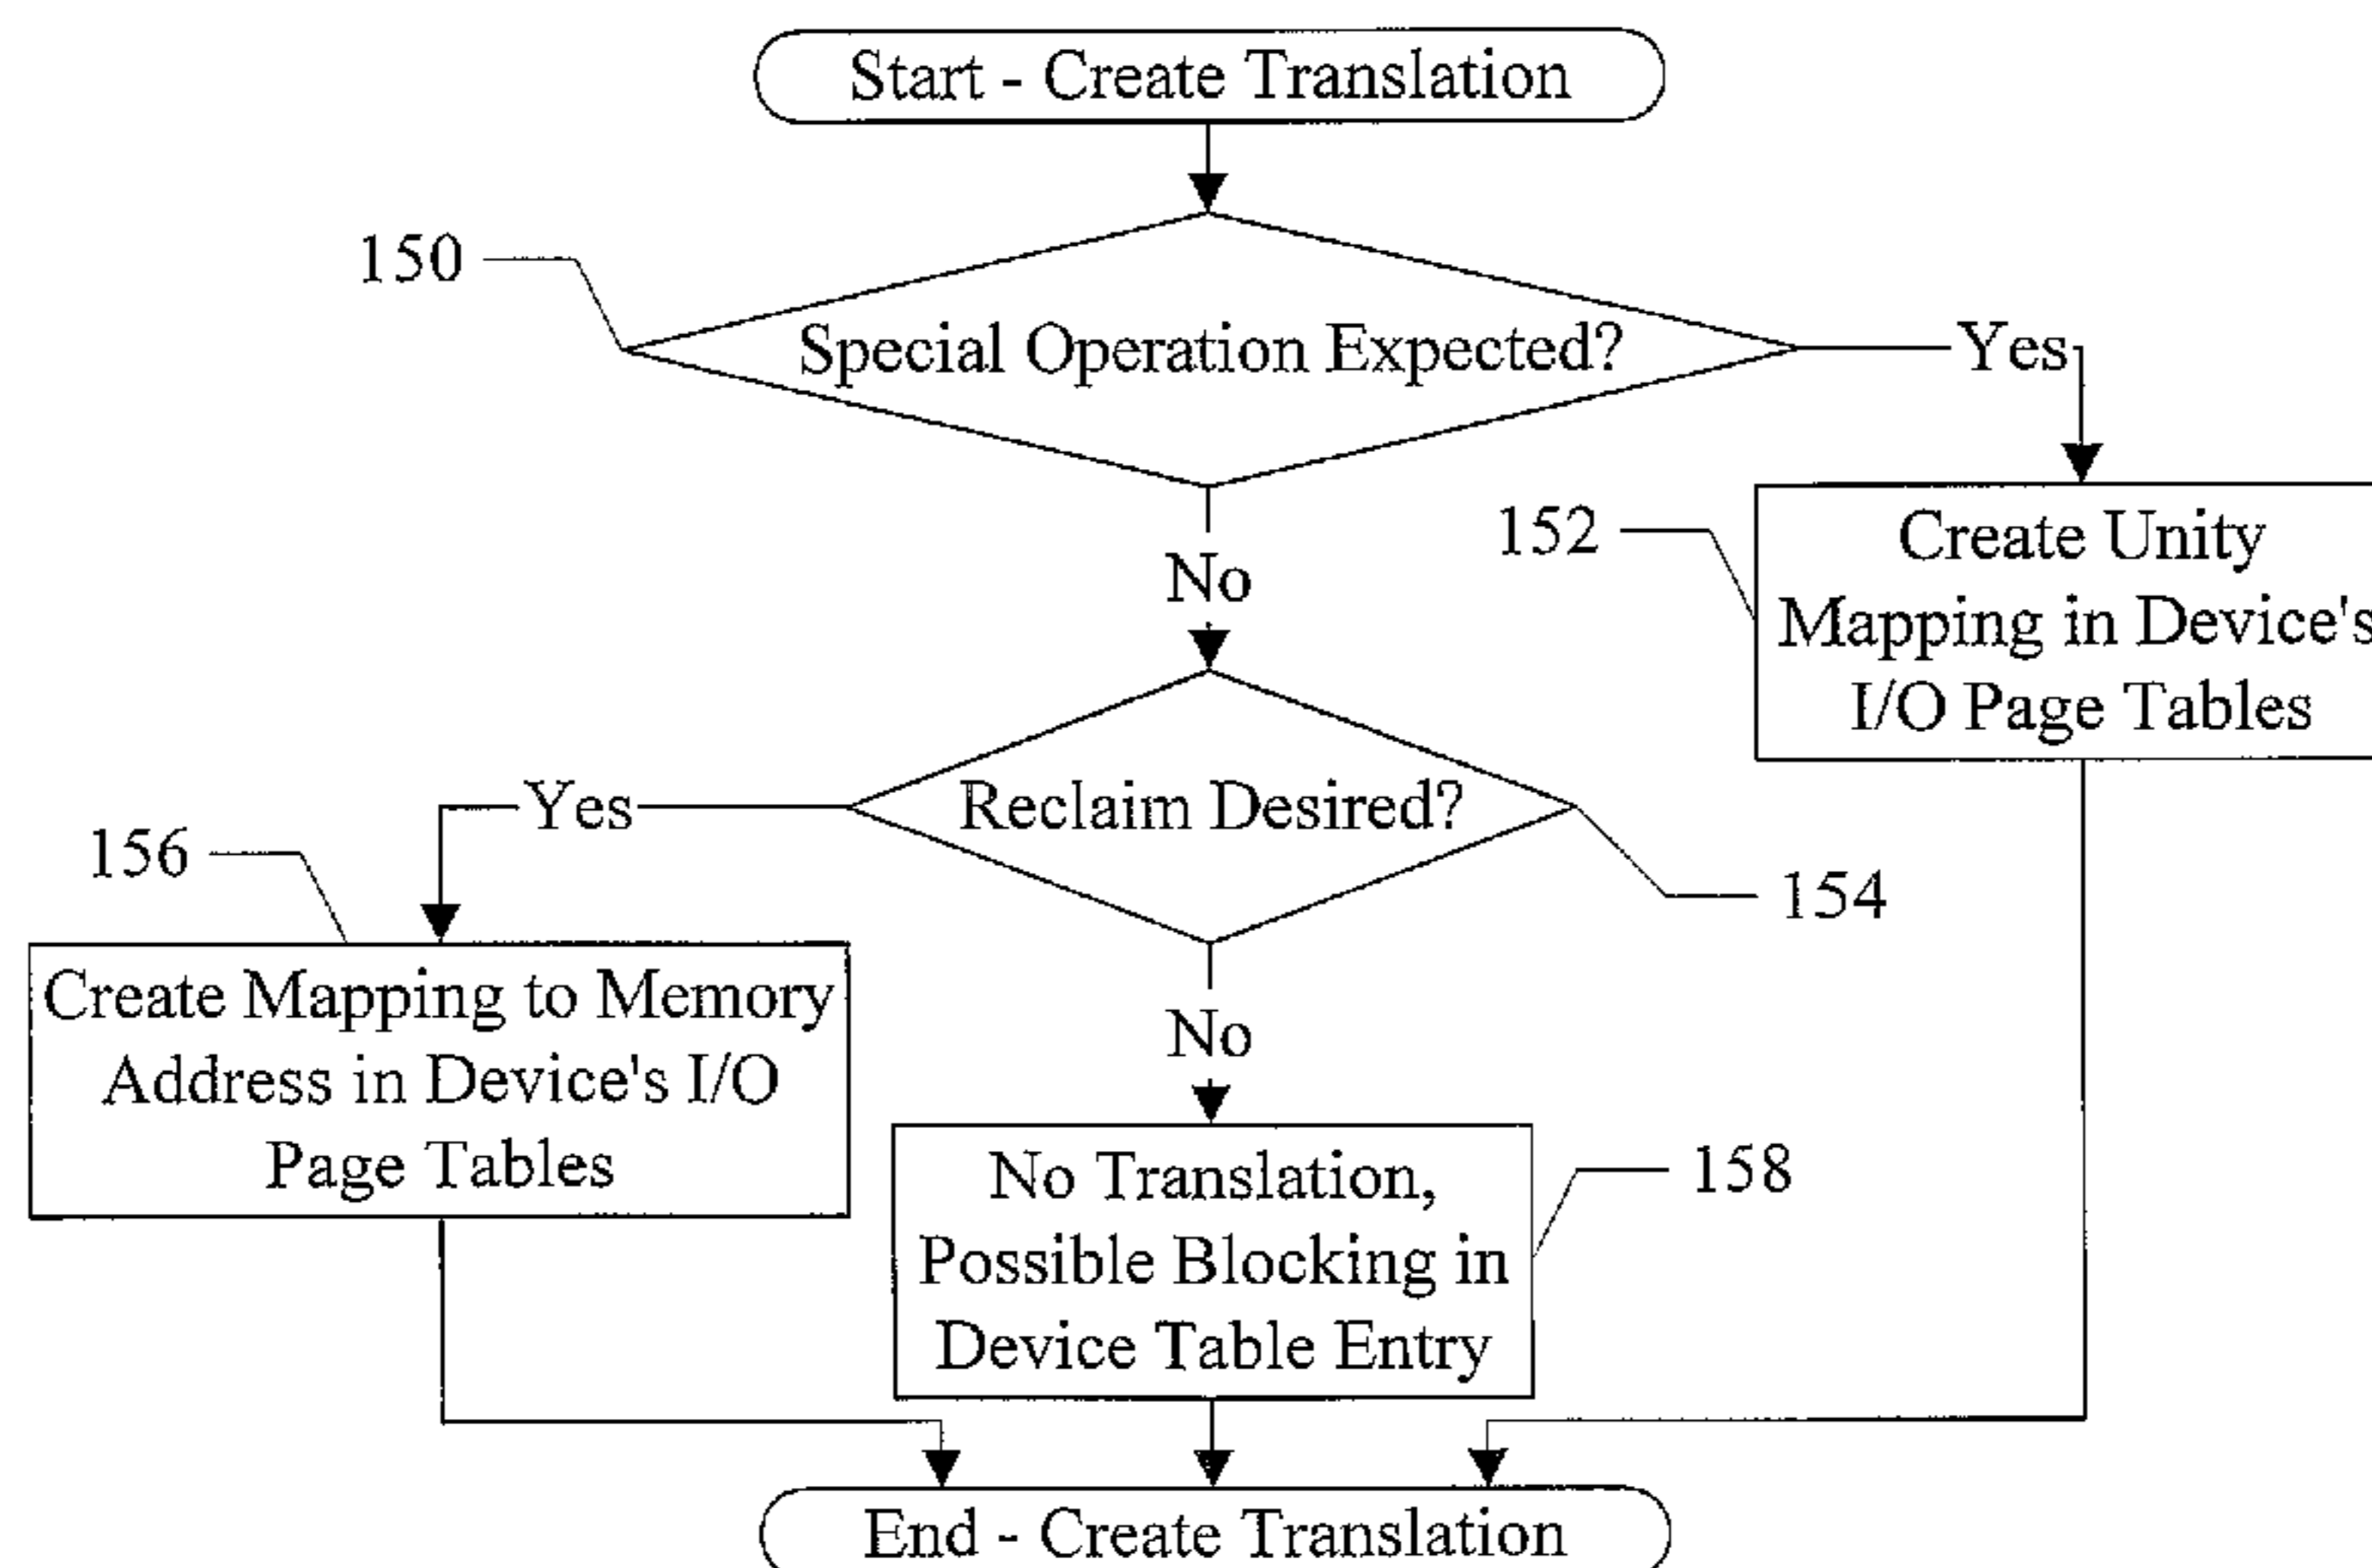 Start - Create Translation
150
Special Operation Expected?
Yes
152
Create Unity
Mapping in Device's
I/O Page Tables
No
Yes
Reclaim Desired?
154
156
Create Mapping to Memory
Address in Device's I/O
Page Tables
No
No Translation,
Possible Blocking in
Device Table Entry
158
End - Create Translation